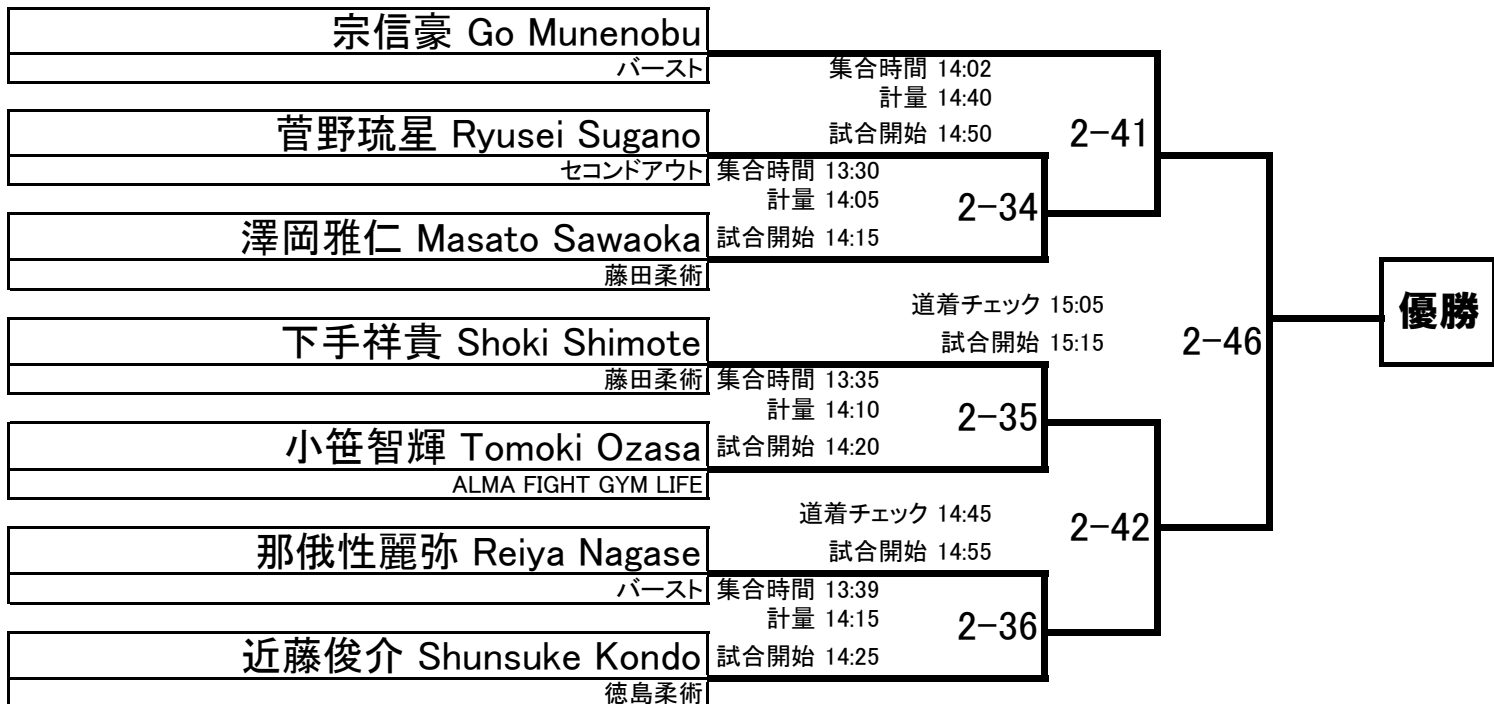 宗信豪 Go Munenobu
バースト
集合時間 14:02
計量 14:40
試合開始 14:50
2-41
菅野琉星 Ryusei Sugano
セコンドアウト
集合時間 13:30
計量 14:05
試合開始 14:15
2-34
澤岡雅仁 Masato Sawaoka
藤田柔術
道着チェック 15:05
試合開始 15:15
2-46
優勝
下手祥貴 Shoki Shimote
藤田柔術
集合時間 13:35
計量 14:10
試合開始 14:20
2-35
小笹智輝 Tomoki Ozasa
ALMA FIGHT GYM LIFE
道着チェック 14:45
試合開始 14:55
2-42
那俄性麗弥 Reiya Nagase
バースト
集合時間 13:39
計量 14:15
試合開始 14:25
2-36
近藤俊介 Shunsuke Kondo
徳島柔術